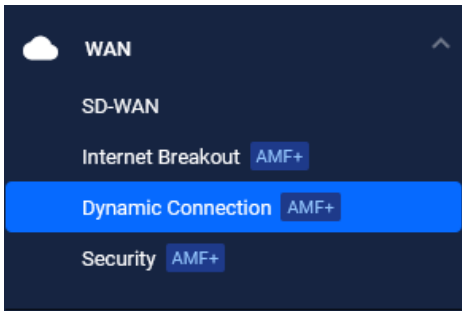 WAN
SD-WAN
Internet Breakout AMF+
Dynamic Connection AMF+
Security AMF+